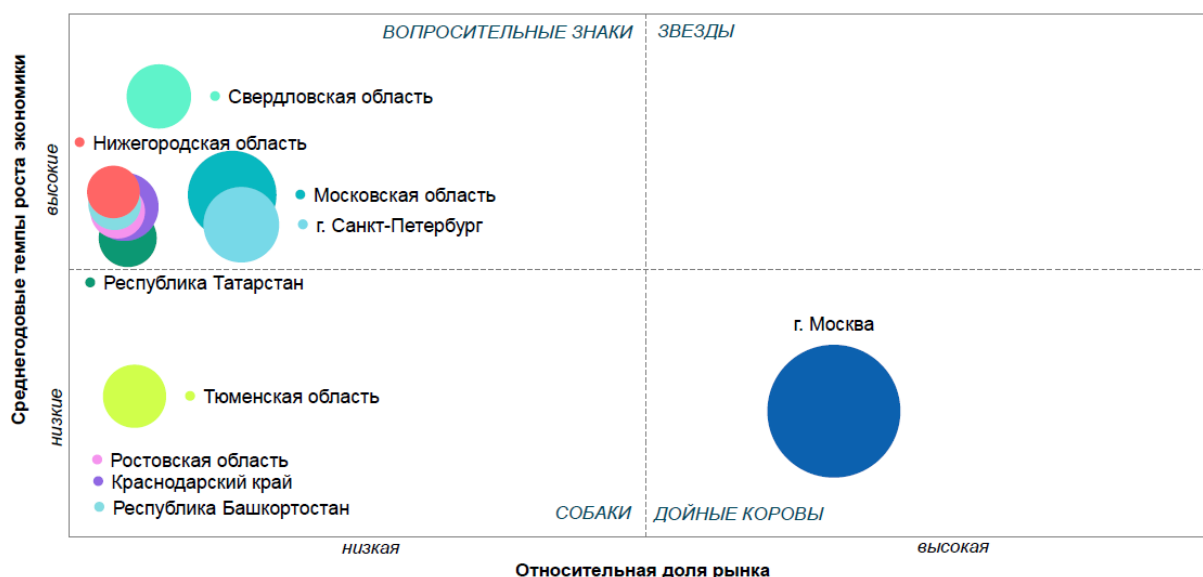 ВОПРОСИТЕЛЬНЫЕ ЗНАКИ
ЗВЕЗДЫ
Среднегодовые темпы роста экономики
высокие
низкие
Свердловская область
Нижегородская область
Московская область
г. Санкт-Петербург
Республика Татарстан
г. Москва
Тюменская область
Ростовская область
Краснодарский край
Республика Башкортостан
СОБАКИ
ДОЙНЫЕ КОРОВЫ
низкая
высокая
Относительная доля рынка